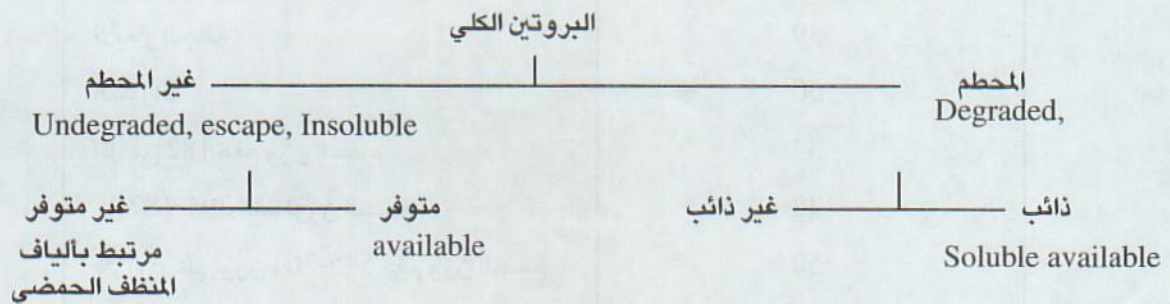 البروتين الكلي
المحطم غير المحطم
Degraded,
Undegraded, escape, Insoluble
ذائب غير ذائب متوفر غير متوفر
Soluble available
available
مرتبط بألياف
المنظف الحمضي